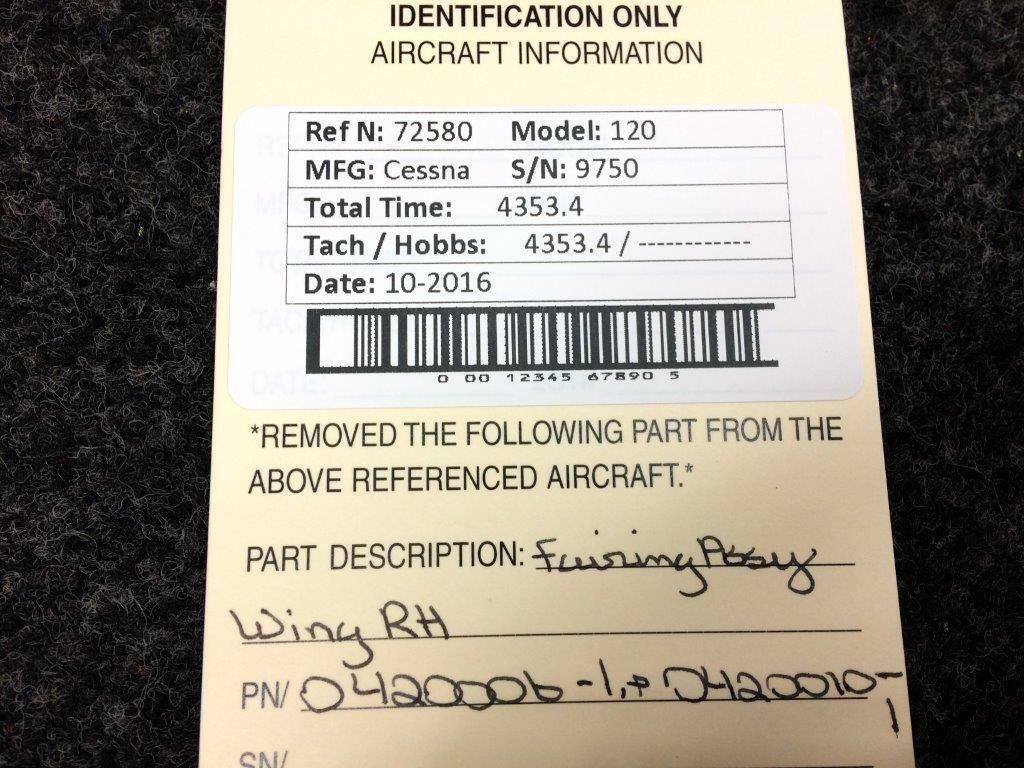 IDENTIFICATION ONLY
AIRCRAFT INFORMATION
Ref N: 72580 Model: 120
MFG: Cessna S/N: 9750
Total Time: 4353.4
Tach / Hobbs: 4353.4 / ------------
Date: 10-2016
0 00 12345 67890 5
*REMOVED THE FOLLOWING PART FROM THE
ABOVE REFERENCED AIRCRAFT.*
PART DESCRIPTION: Fairing Assy
Wing RH
PN/ 0420006-1, + 0420010-
1
SN/